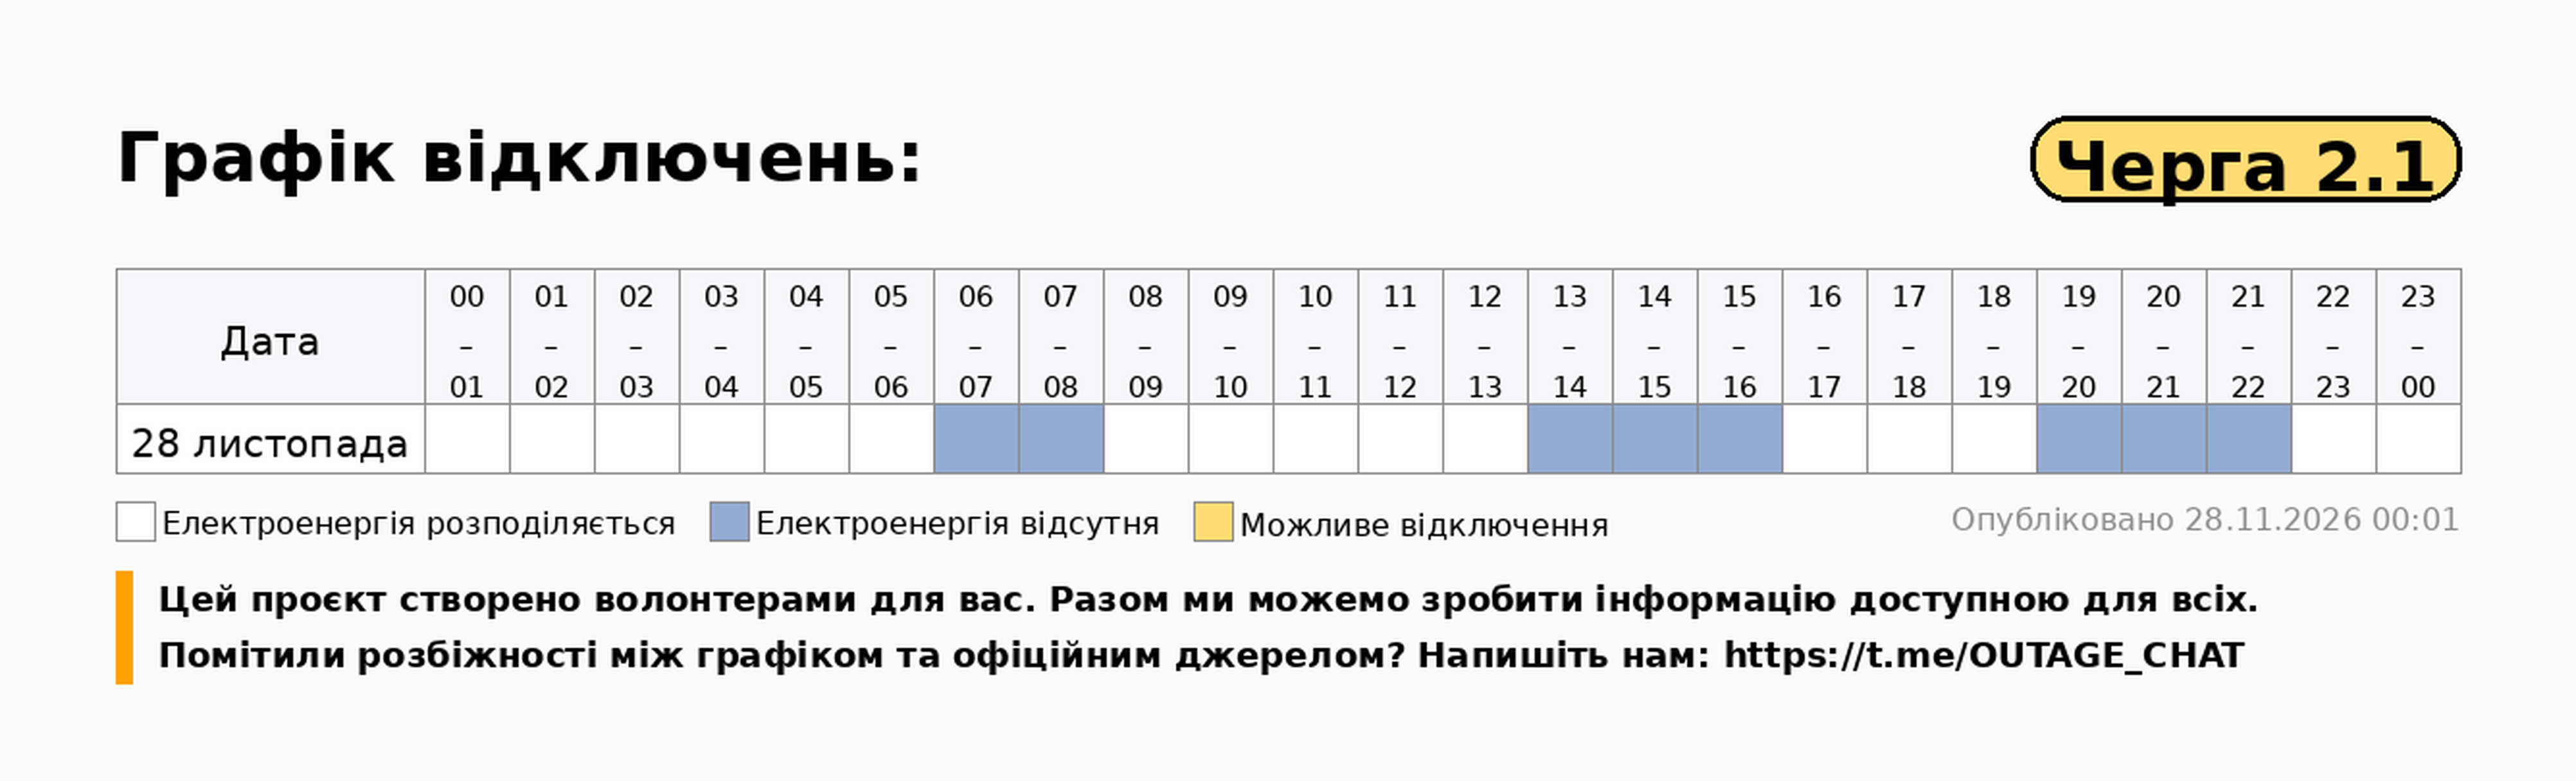 Графік відключень:
Черга 2.1
Дата
00 – 01
01 – 02
02 – 03
03 – 04
04 – 05
05 – 06
06 – 07
07 – 08
08 – 09
09 – 10
10 – 11
11 – 12
12 – 13
13 – 14
14 – 15
15 – 16
16 – 17
17 – 18
18 – 19
19 – 20
20 – 21
21 – 22
22 – 23
23 – 00
28 листопада
Електроенергія розподіляється
Електроенергія відсутня
Можливе відключення
Опубліковано 28.11.2026 00:01
Цей проєкт створено волонтерами для вас. Разом ми можемо зробити інформацію доступною для всіх.
Помітили розбіжності між графіком та офіційним джерелом? Напишіть нам: https://t.me/OUTAGE_CHAT